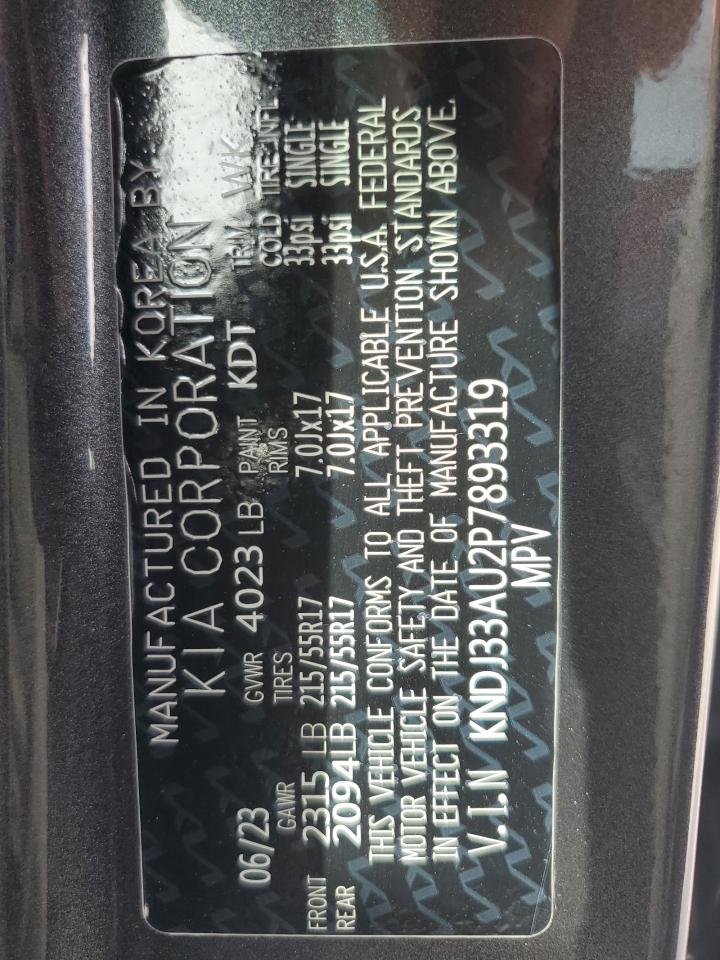 MANUFACTURED IN KOREA BY
KIA CORPORATION
06/23 GVWR 4023 LB PAINT KDT TRIM WK
GAWR TIRES RIMS COLD TIRE INFL
FRONT 2315 LB 215/55R17 7.0Jx17 33psi SINGLE
REAR 2094LB 215/55R17 7.0Jx17 33psi SINGLE
THIS VEHICLE CONFORMS TO ALL APPLICABLE U.S.A. FEDERAL
MOTOR VEHICLE SAFETY AND THEFT PREVENTION STANDARDS
IN EFFECT ON THE DATE OF MANUFACTURE SHOWN ABOVE.
V.I.N KNDJ33AU2P7893319
MPV